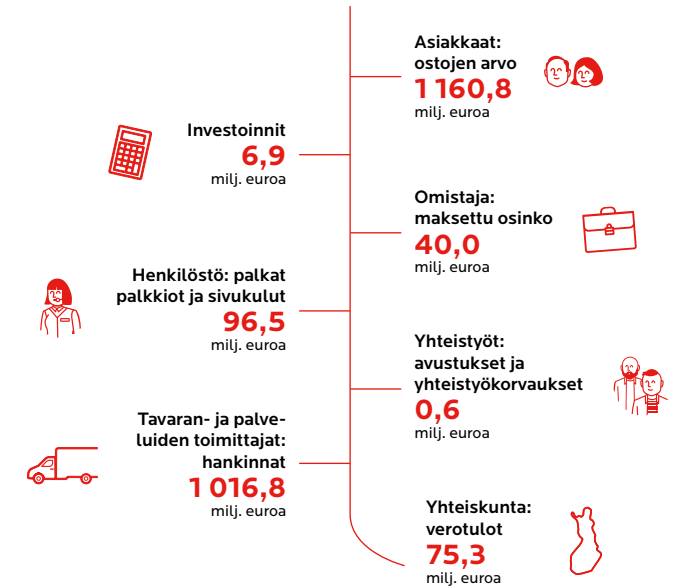 Asiakkaat:
ostojen arvo
1 160,8
milj. euroa
Investoinnit
6,9
milj. euroa
Omistaja:
maksettu osinko
40,0
milj. euroa
Henkilöstö: palkat
palkkiot ja sivukulut
96,5
milj. euroa
Yhteistyöt:
avustukset ja
yhteistyökorvaukset
0,6
milj. euroa
Tavaran- ja palve-
luiden toimittajat:
hankinnat
1 016,8
milj. euroa
Yhteiskunta:
verotulot
75,3
milj. euroa